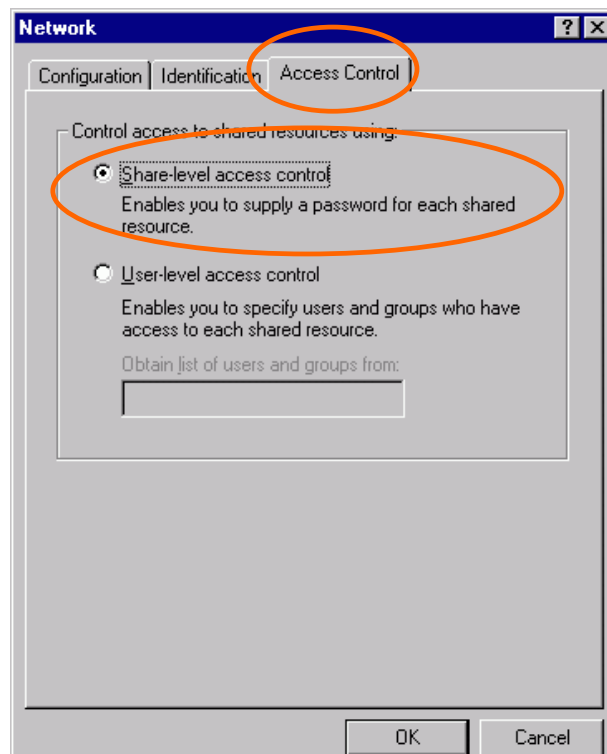 Network
Configuration Identification Access Control
Control access to shared resources using:
Share-level access control
Enables you to supply a password for each shared
resource.
User-level access control
Enables you to specify users and groups who have
access to each shared resource.
Obtain list of users and groups from:
OK Cancel